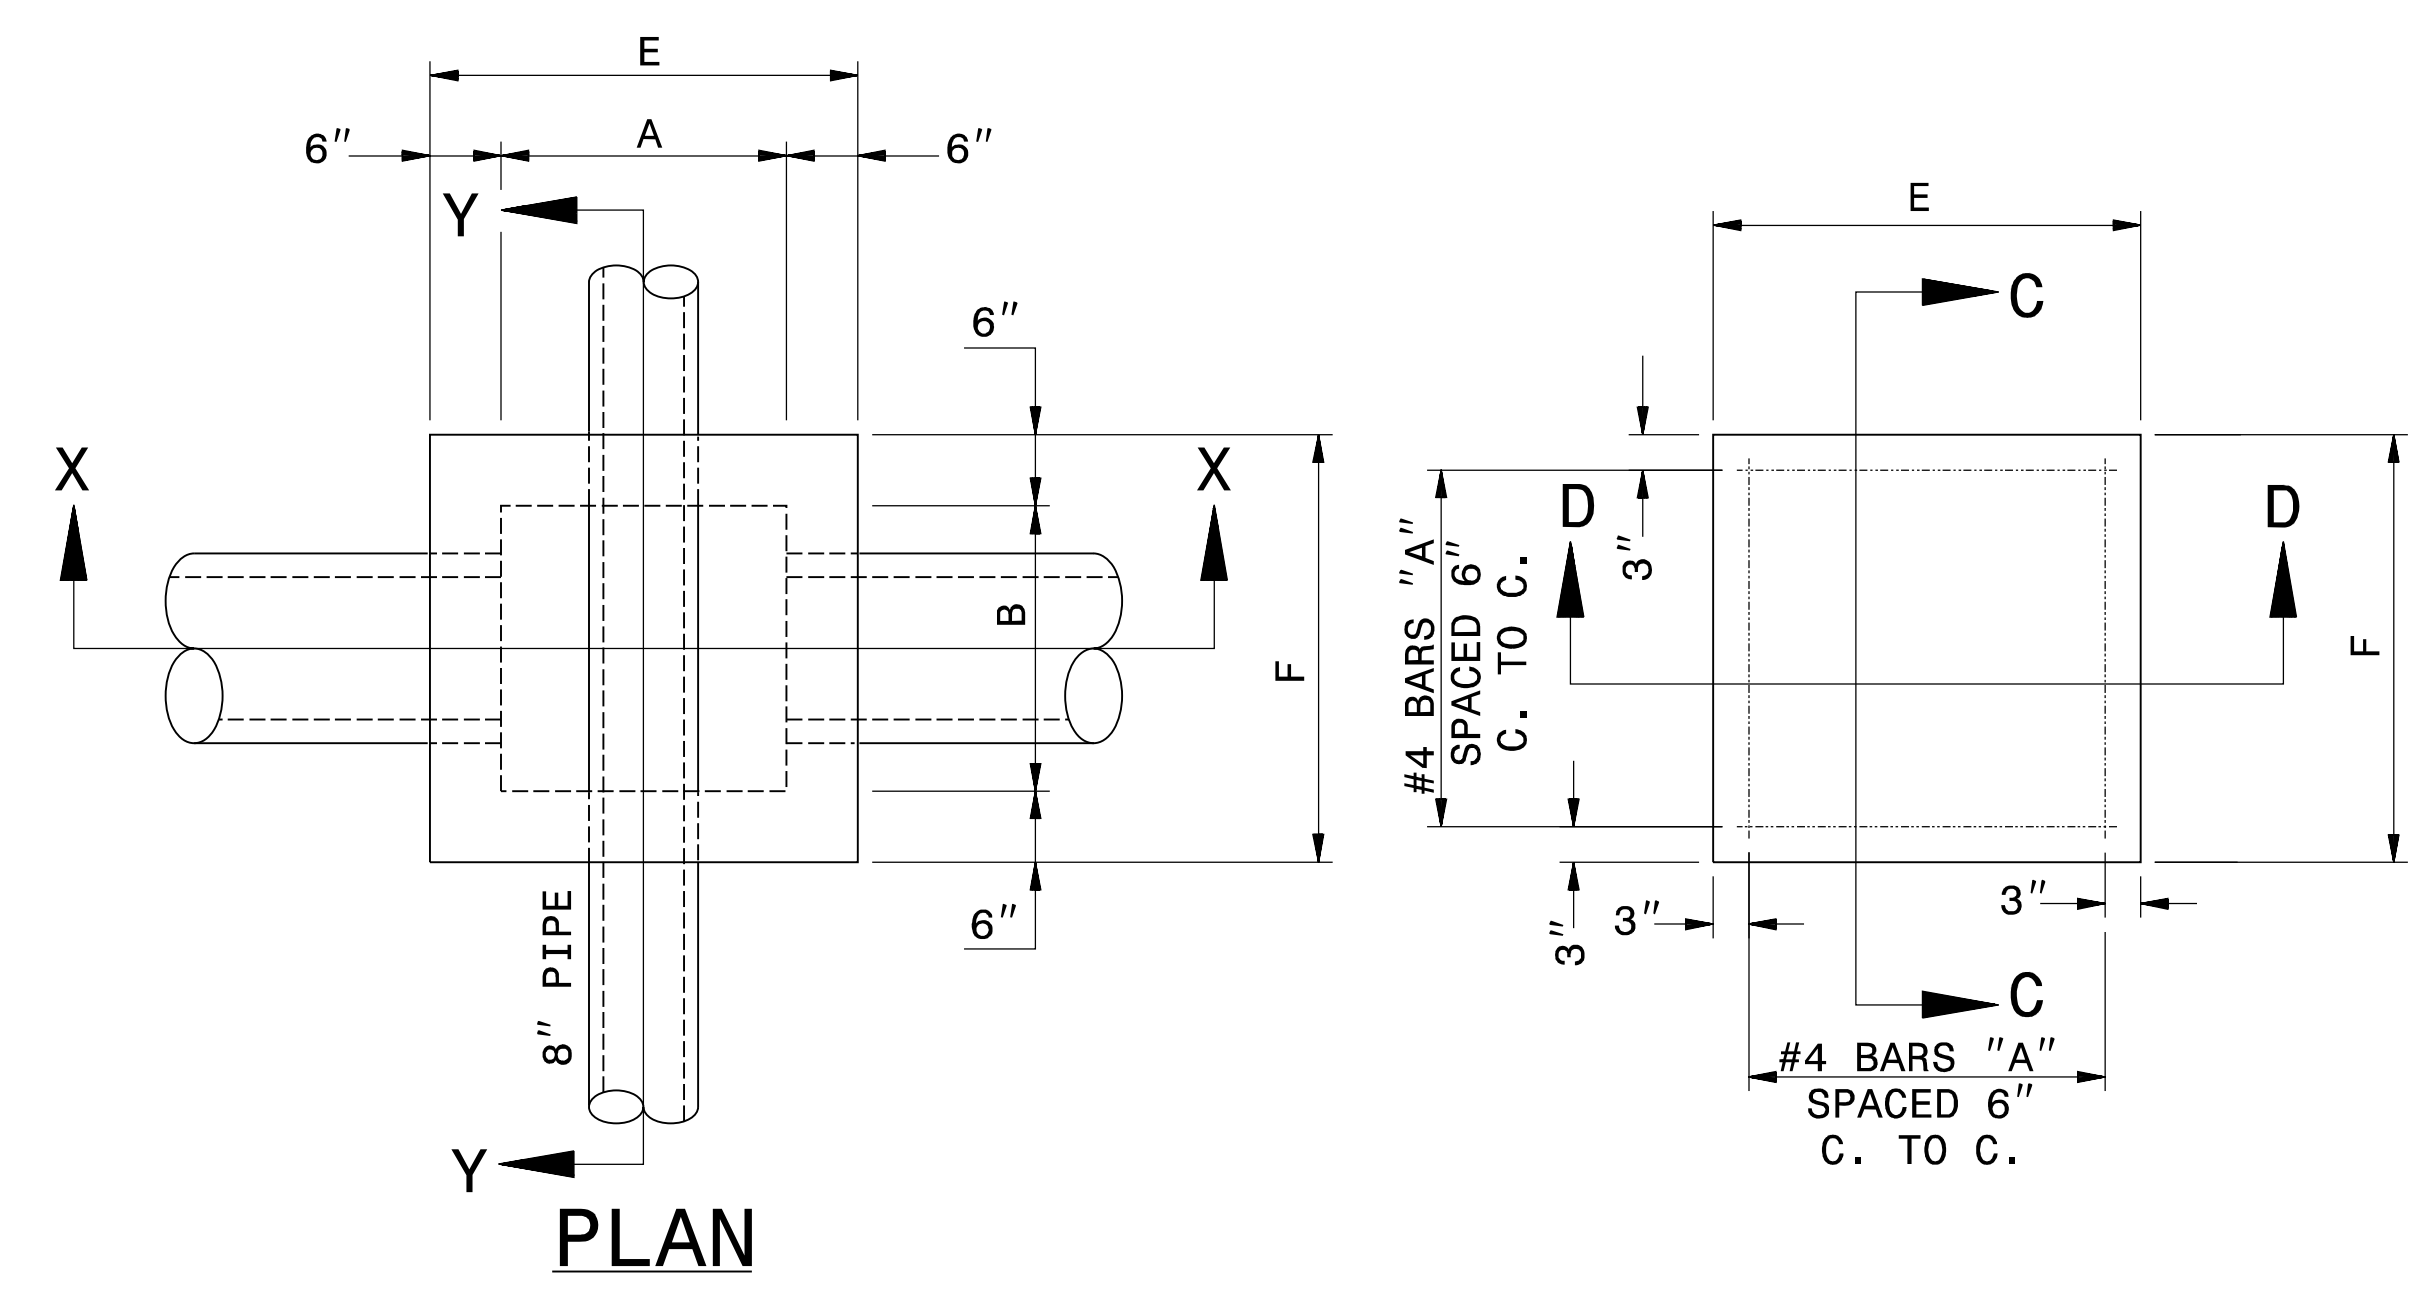 E
6" A 6"
Y
6"
X
X
B
F
6"
8" PIPE
Y
PLAN
E
C
3"
D
D
#4 BARS "A"
SPACED 6"
C. TO C.
F
3"
3"
3"
C
#4 BARS "A"
SPACED 6"
C. TO C.